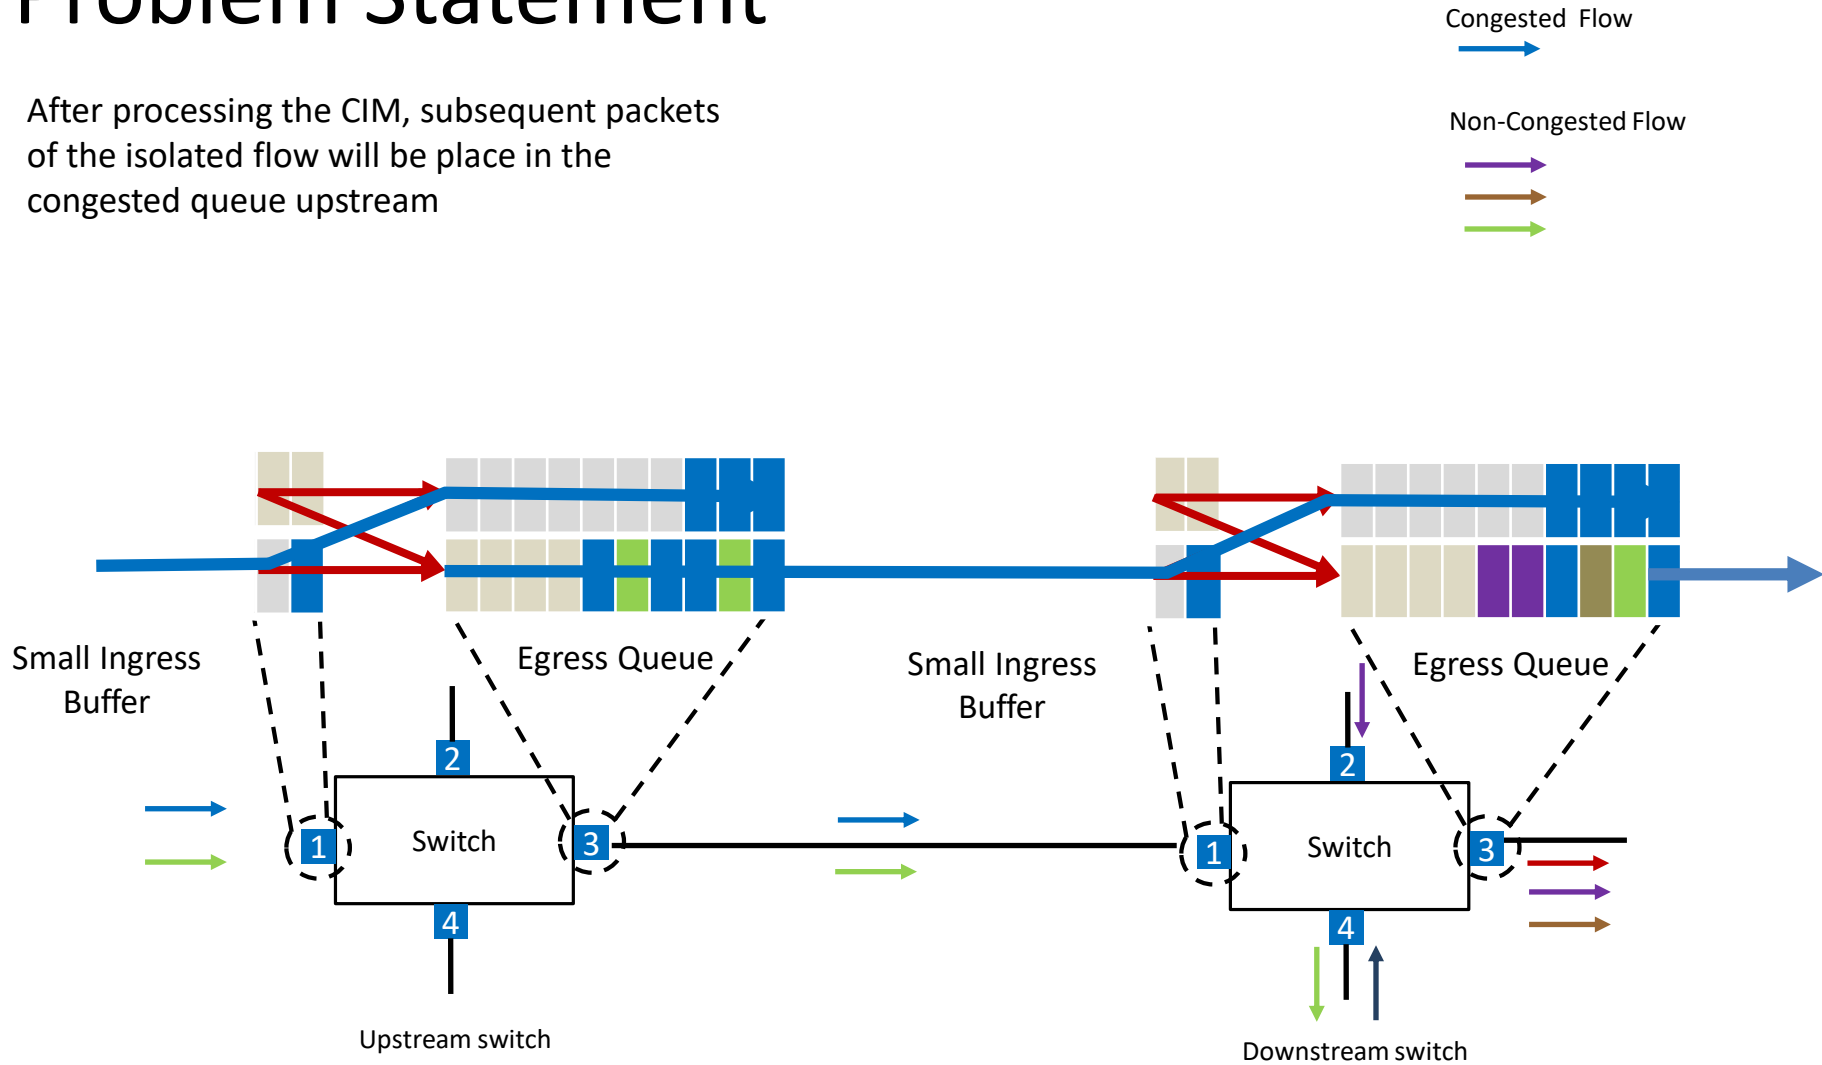 Problem Statement
Congested Flow
After processing the CIM, subsequent packets
of the isolated flow will be place in the
congested queue upstream
Non-Congested Flow
Small Ingress
Buffer
Egress Queue
Small Ingress
Buffer
Egress Queue
2
1
Switch
3
4
2
1
Switch
3
4
Upstream switch
Downstream switch